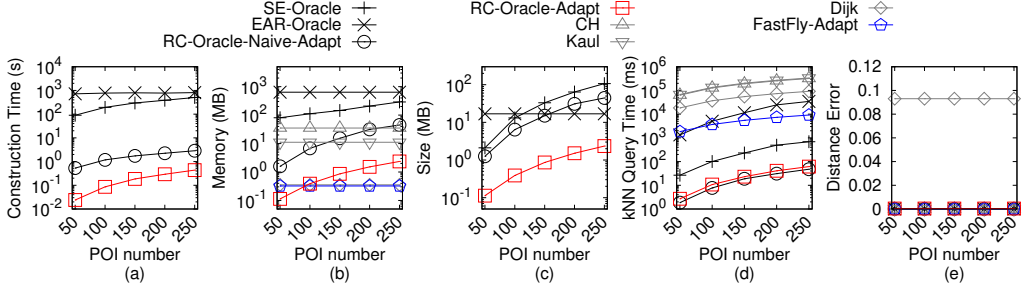 SE-Oracle
EAR-Oracle
RC-Oracle-Naive-Adapt
RC-Oracle-Adapt
CH
Kaul
Dijk
FastFly-Adapt
Construction Time (s)
10^4
10^3
10^2
10^1
10^0
10^-1
10^-2
50 100 150 200 250
POI number
(a)
Memory (MB)
10^3
10^2
10^1
10^0
10^-1
50 100 150 200 250
POI number
(b)
Size (MB)
10^2
10^1
10^0
10^-1
50 100 150 200 250
POI number
(c)
kNN Query Time (ms)
10^6
10^5
10^4
10^3
10^2
10^1
10^0
50 100 150 200 250
POI number
(d)
Distance Error
0.12
0.1
0.08
0.06
0.04
0.02
0
50 100 150 200 250
POI number
(e)